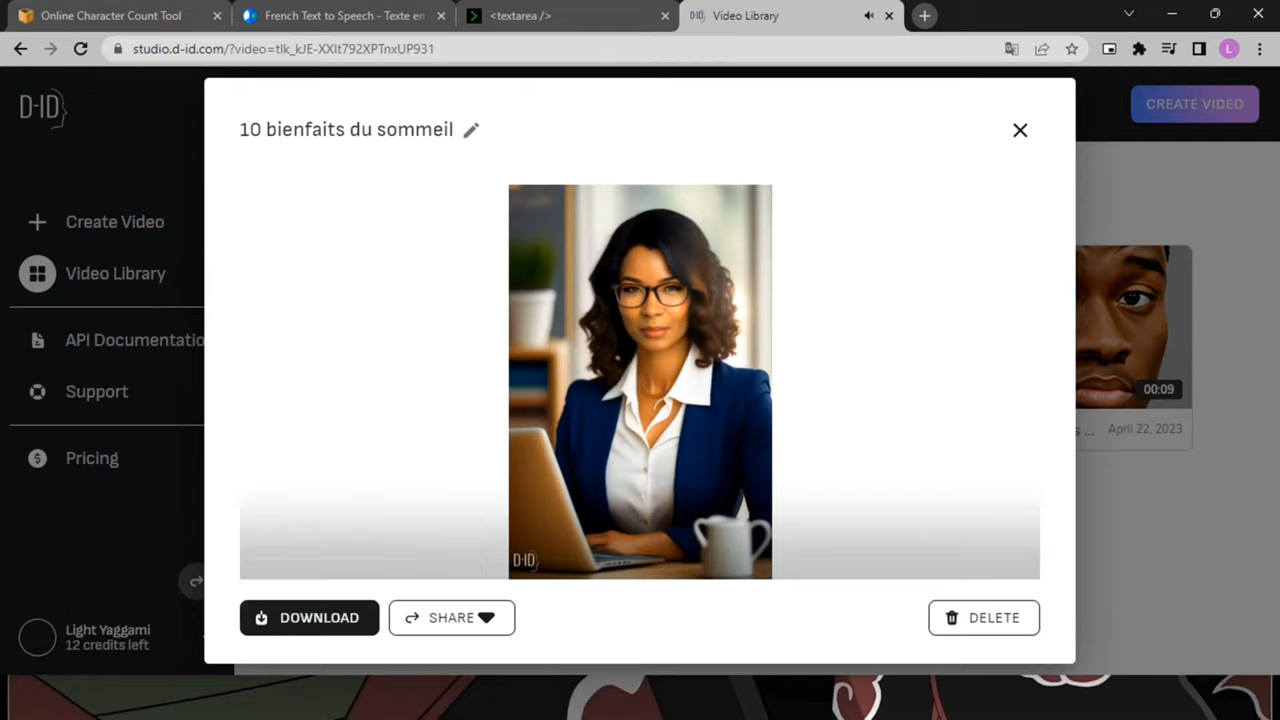 Online Character Count Tool
French Text to Speech - Texte en
<textarea />
Video Library
studio.d-id.com/?video=tlk_kJE-XXIt792XPTnxUP931
L
D-ID
CREATE VIDEO
10 bienfaits du sommeil
Create Video
Video Library
API Documentatio
Support
Pricing
00:09
s ...
April 22, 2023
D-ID
DOWNLOAD
SHARE
DELETE
Light Yaggami
12 credits left